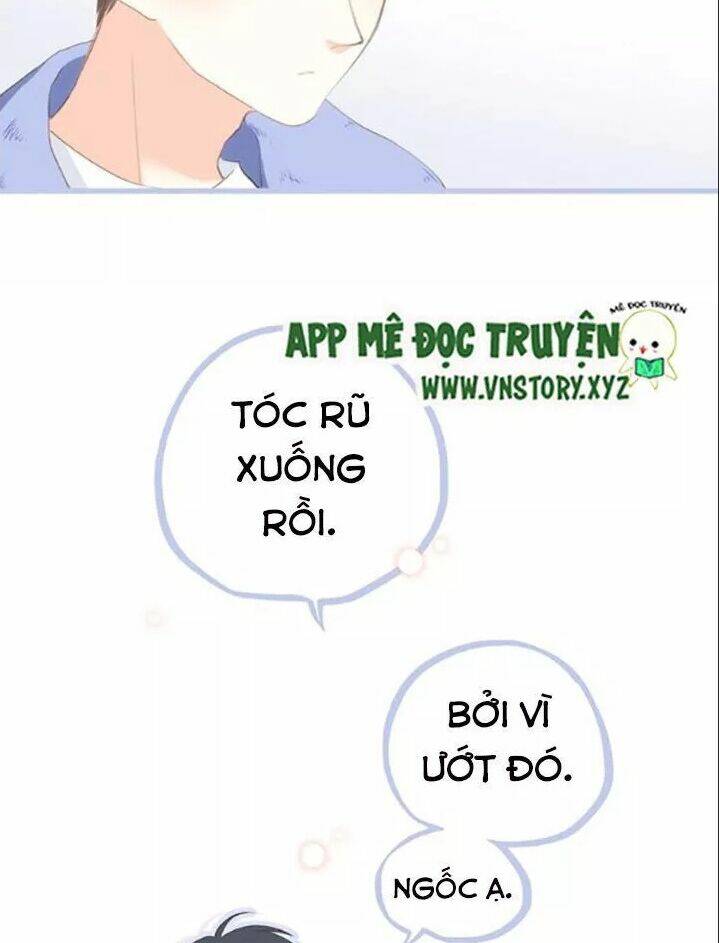 MÊ ĐỌC TRUYỆN
APP MÊ ĐỌC TRUYỆN
WWW.VNSTORY.XYZ
TÓC RŨ
XUỐNG
RỒI.
BỞI VÌ
ƯỚT ĐÓ.
NGỐC Ạ.